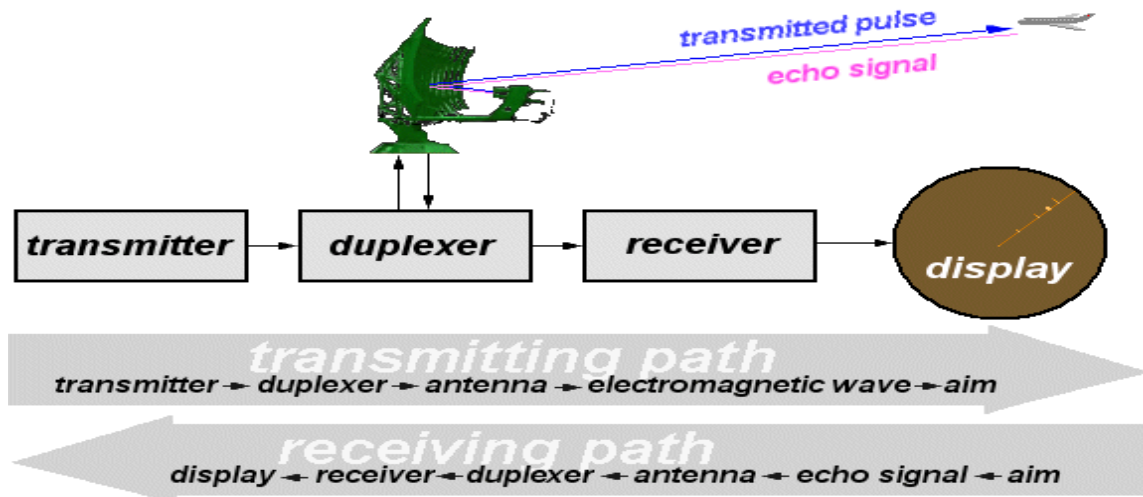 transmitted pulse
echo signal
transmitter
duplexer
receiver
display
transmitting path
transmitter → duplexer → antenna → electromagnetic wave → aim
receiving path
display ← receiver ← duplexer ← antenna ← echo signal ← aim